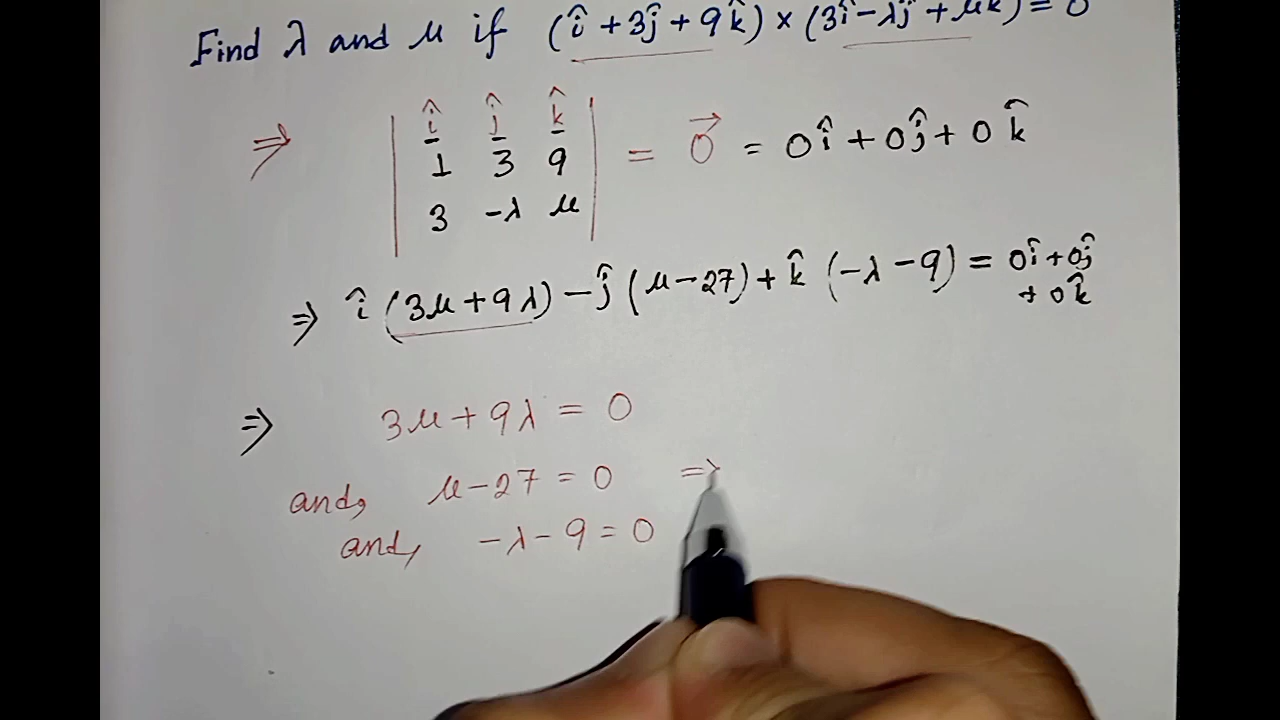 Find λ and μ if (î + 3ĵ + 9k̂) × (3î − λĵ + μk̂) = 0
⇒ | î ĵ k̂ |
| 1 3 9 | = 0⃗ = 0î + 0ĵ + 0k̂
| 3 −λ μ |
⇒ î (3μ + 9λ) − ĵ (μ − 27) + k̂ (−λ − 9) = 0î + 0ĵ
+ 0k̂
⇒ 3μ + 9λ = 0
and, μ − 27 = 0 ⇒
and, −λ − 9 = 0